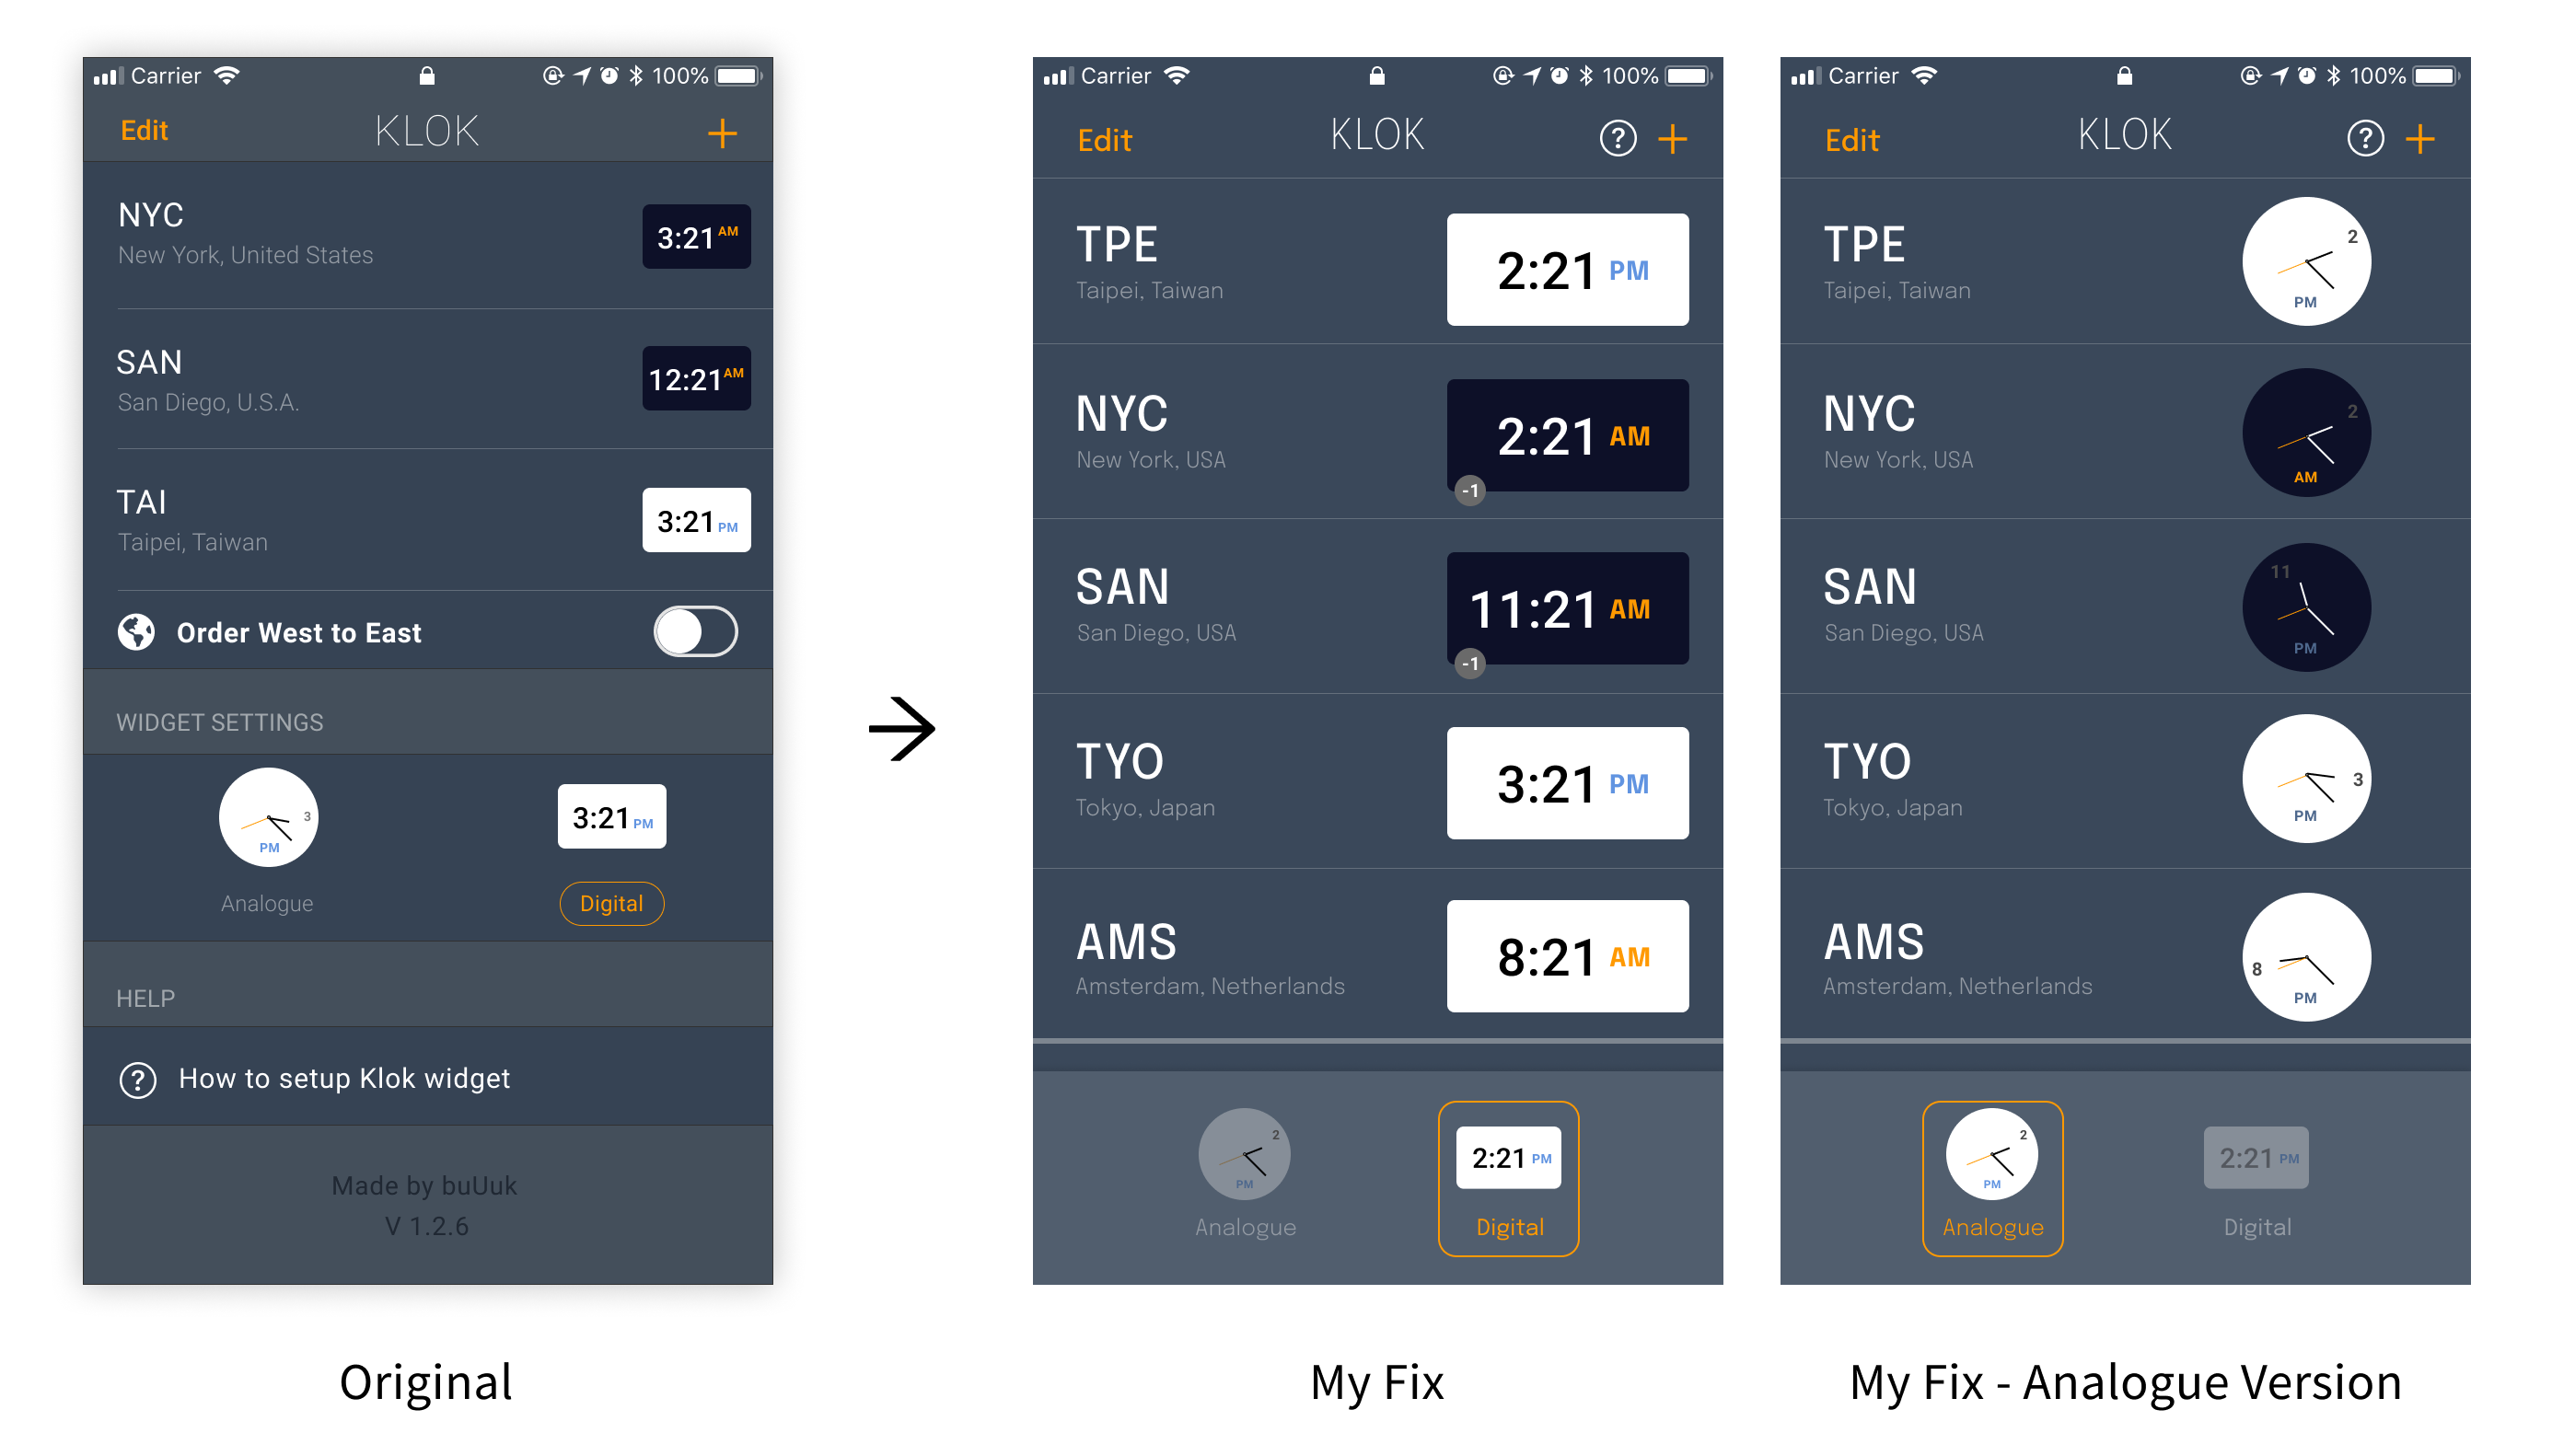 Carrier 100%
Edit KLOK +
NYC
New York, United States
3:21 AM
SAN
San Diego, U.S.A.
12:21 AM
TAI
Taipei, Taiwan
3:21 PM
Order West to East
WIDGET SETTINGS
3
PM
3:21 PM
Analogue
Digital
HELP
? How to setup Klok widget
Made by buUuk
V 1.2.6
Original
Carrier 100%
Edit KLOK ? +
TPE
Taipei, Taiwan
2:21 PM
NYC
New York, USA
2:21 AM
-1
SAN
San Diego, USA
11:21 AM
-1
TYO
Tokyo, Japan
3:21 PM
AMS
Amsterdam, Netherlands
8:21 AM
2
PM
2:21 PM
Analogue
Digital
My Fix
Carrier 100%
Edit KLOK ? +
TPE
Taipei, Taiwan
2
PM
NYC
New York, USA
2
AM
SAN
San Diego, USA
11
PM
TYO
Tokyo, Japan
3
PM
AMS
Amsterdam, Netherlands
8
PM
2
PM
2:21 PM
Analogue
Digital
My Fix - Analogue Version